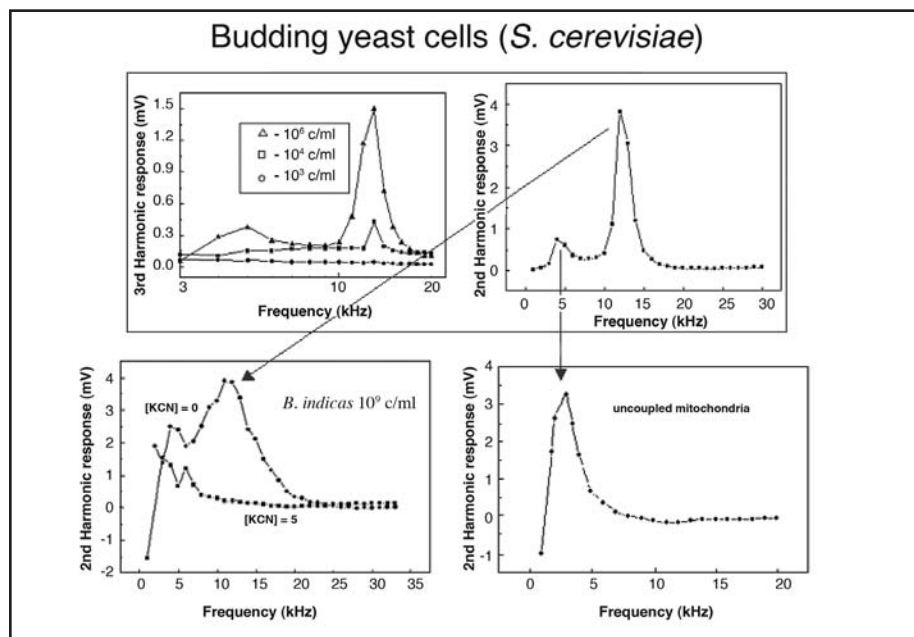 Budding yeast cells (S. cerevisiae)
3rd Harmonic response (mV)
1.5
1.2
0.9
0.6
0.3
0.0
- 10⁶ c/ml
- 10⁴ c/ml
- 10³ c/ml
3 10 20
Frequency (kHz)
2nd Harmonic response (mV)
4
3
2
1
0
0 5 10 15 20 25 30
Frequency (kHz)
2nd Harmonic response (mV)
4
3
2
1
0
-1
-2
[KCN] = 0
B. indicas 10⁹ c/ml
[KCN] = 5
0 5 10 15 20 25 30 35
Frequency (kHz)
2nd Harmonic response (mV)
4
3
2
1
0
-1
uncoupled mitochondria
0 5 10 15 20
Frequency (kHz)